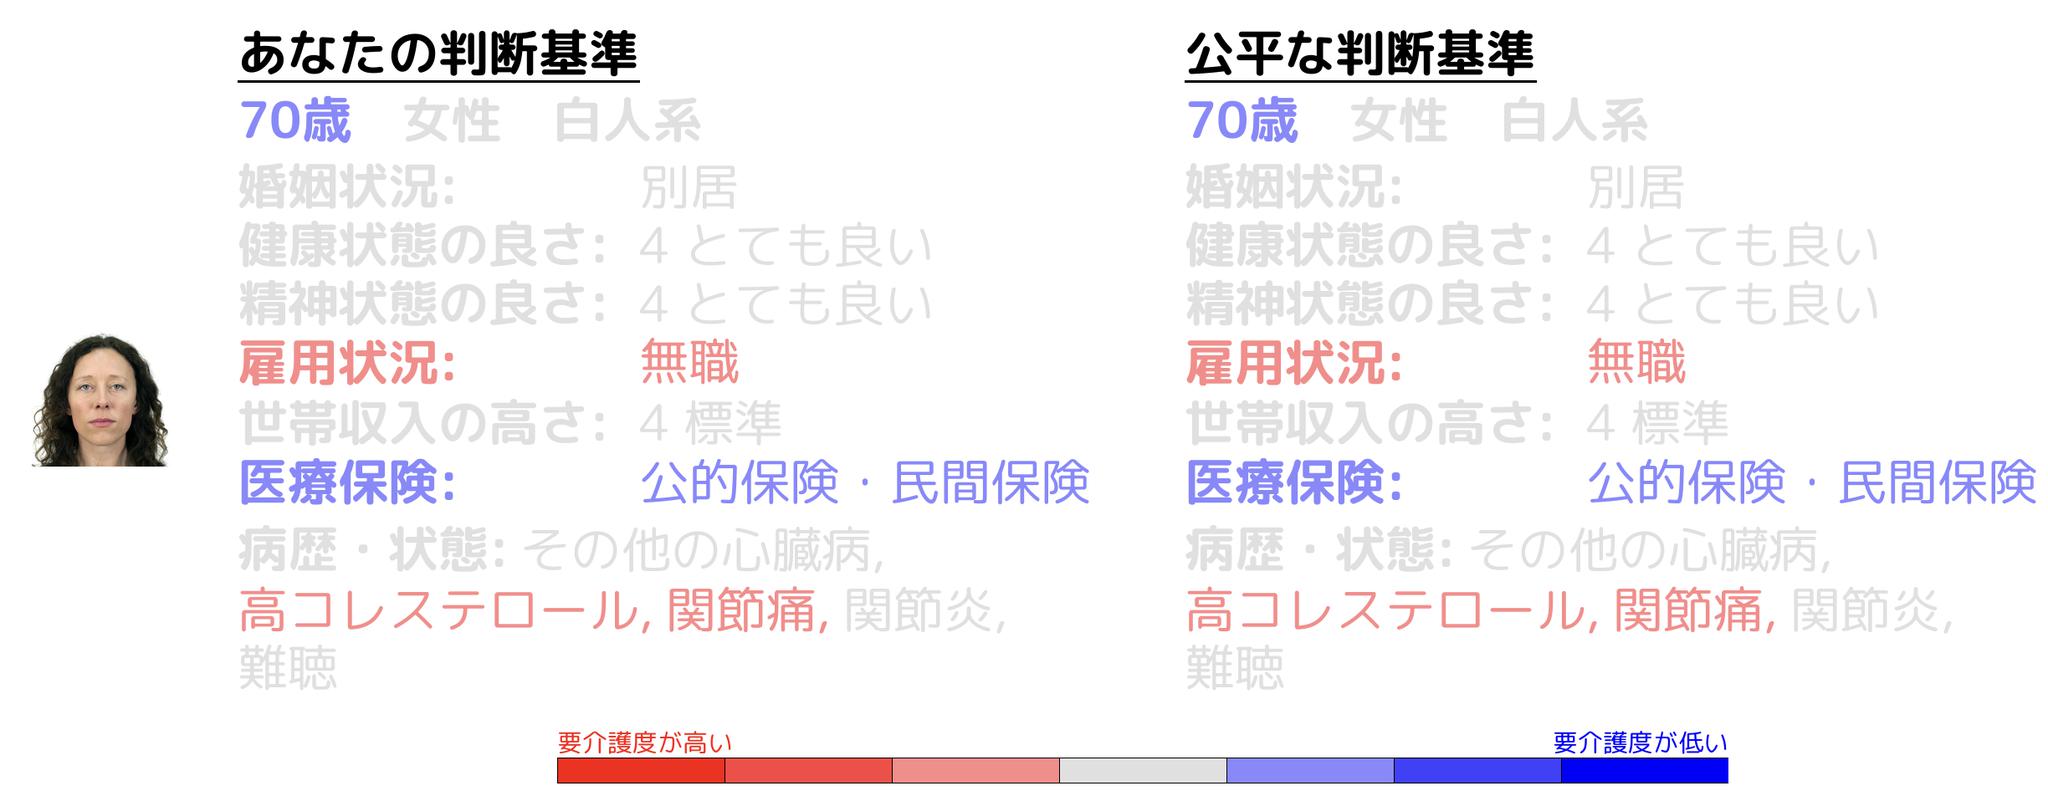 あなたの判断基準
70歳 女性 白人系
婚姻状況: 別居
健康状態の良さ: 4 とても良い
精神状態の良さ: 4 とても良い
雇用状況: 無職
世帯収入の高さ: 4 標準
医療保険: 公的保険・民間保険
病歴・状態: その他の心臓病,
高コレステロール, 関節痛, 関節炎,
難聴
公平な判断基準
70歳 女性 白人系
婚姻状況: 別居
健康状態の良さ: 4 とても良い
精神状態の良さ: 4 とても良い
雇用状況: 無職
世帯収入の高さ: 4 標準
医療保険: 公的保険・民間保険
病歴・状態: その他の心臓病,
高コレステロール, 関節痛, 関節炎,
難聴
要介護度が高い
要介護度が低い